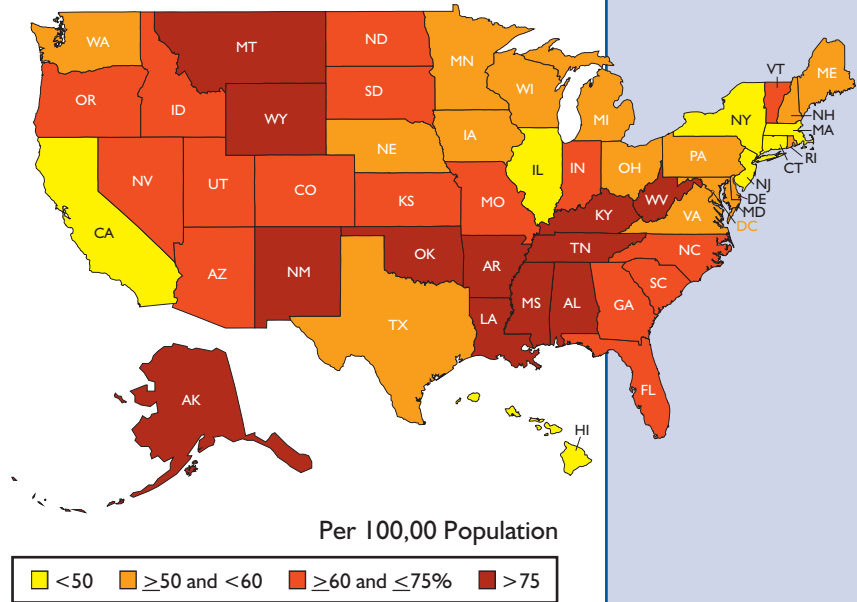 WA
MT
ND
MN
VT
ME
OR
ID
SD
WI
NY
NH
MA
WY
MI
IA
PA
RI
CT
NE
NV
UT
IL
IN
OH
NJ
DE
MD
DC
CO
WV
VA
CA
KS
MO
KY
NC
TN
AZ
NM
OK
AR
SC
MS
AL
GA
LA
TX
FL
AK
HI
Per 100,00 Population
<50 ≥50 and <60 ≥60 and ≤75% >75